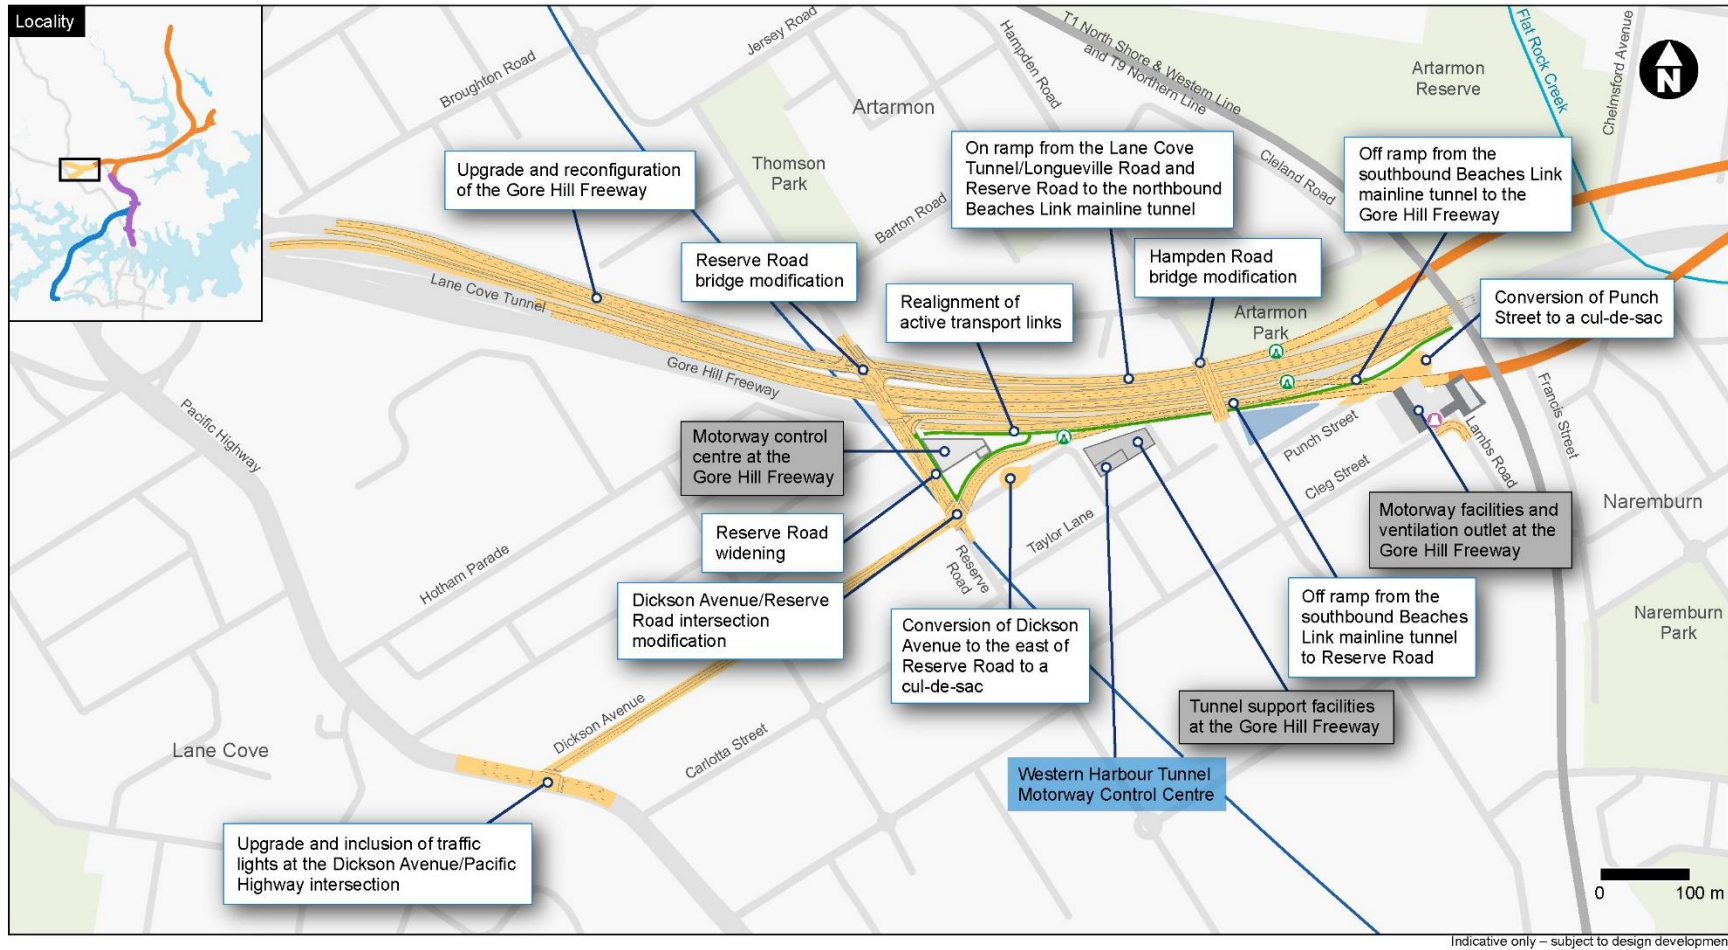 Locality
Jersey Road
Broughton Road
Hampden Road
T1 North Shore & Western Line
and T9 Northern Line
Artarmon
Reserve
Flat Rock Creek
Chelmsford Avenue
N
Artarmon
Thomson
Park
Upgrade and reconfiguration
of the Gore Hill Freeway
On ramp from the Lane Cove
Tunnel/Longueville Road and
Reserve Road to the northbound
Beaches Link mainline tunnel
Cleland Road
Off ramp from the
southbound Beaches Link
mainline tunnel to the
Gore Hill Freeway
Barton Road
Reserve Road
bridge modification
Hampden Road
bridge modification
Realignment of
active transport links
Artarmon
Park
Conversion of Punch
Street to a cul-de-sac
Lane Cove Tunnel
Gore Hill Freeway
Pacific Highway
Motorway control
centre at the
Gore Hill Freeway
Punch Street
Cleg Street
Lambs Road
Francis Street
Naremburn
Motorway facilities and
ventilation outlet at the
Gore Hill Freeway
Reserve Road
widening
Taylor Lane
Reserve
Road
Hotham Parade
Dickson Avenue/Reserve
Road intersection
modification
Conversion of Dickson
Avenue to the east of
Reserve Road to a
cul-de-sac
Off ramp from the
southbound Beaches
Link mainline tunnel
to Reserve Road
Naremburn
Park
Tunnel support facilities
at the Gore Hill Freeway
Dickson Avenue
Carlotta Street
Lane Cove
Western Harbour Tunnel
Motorway Control Centre
Upgrade and inclusion of traffic
lights at the Dickson Avenue/Pacific
Highway intersection
0 100 m
Indicative only – subject to design developmen